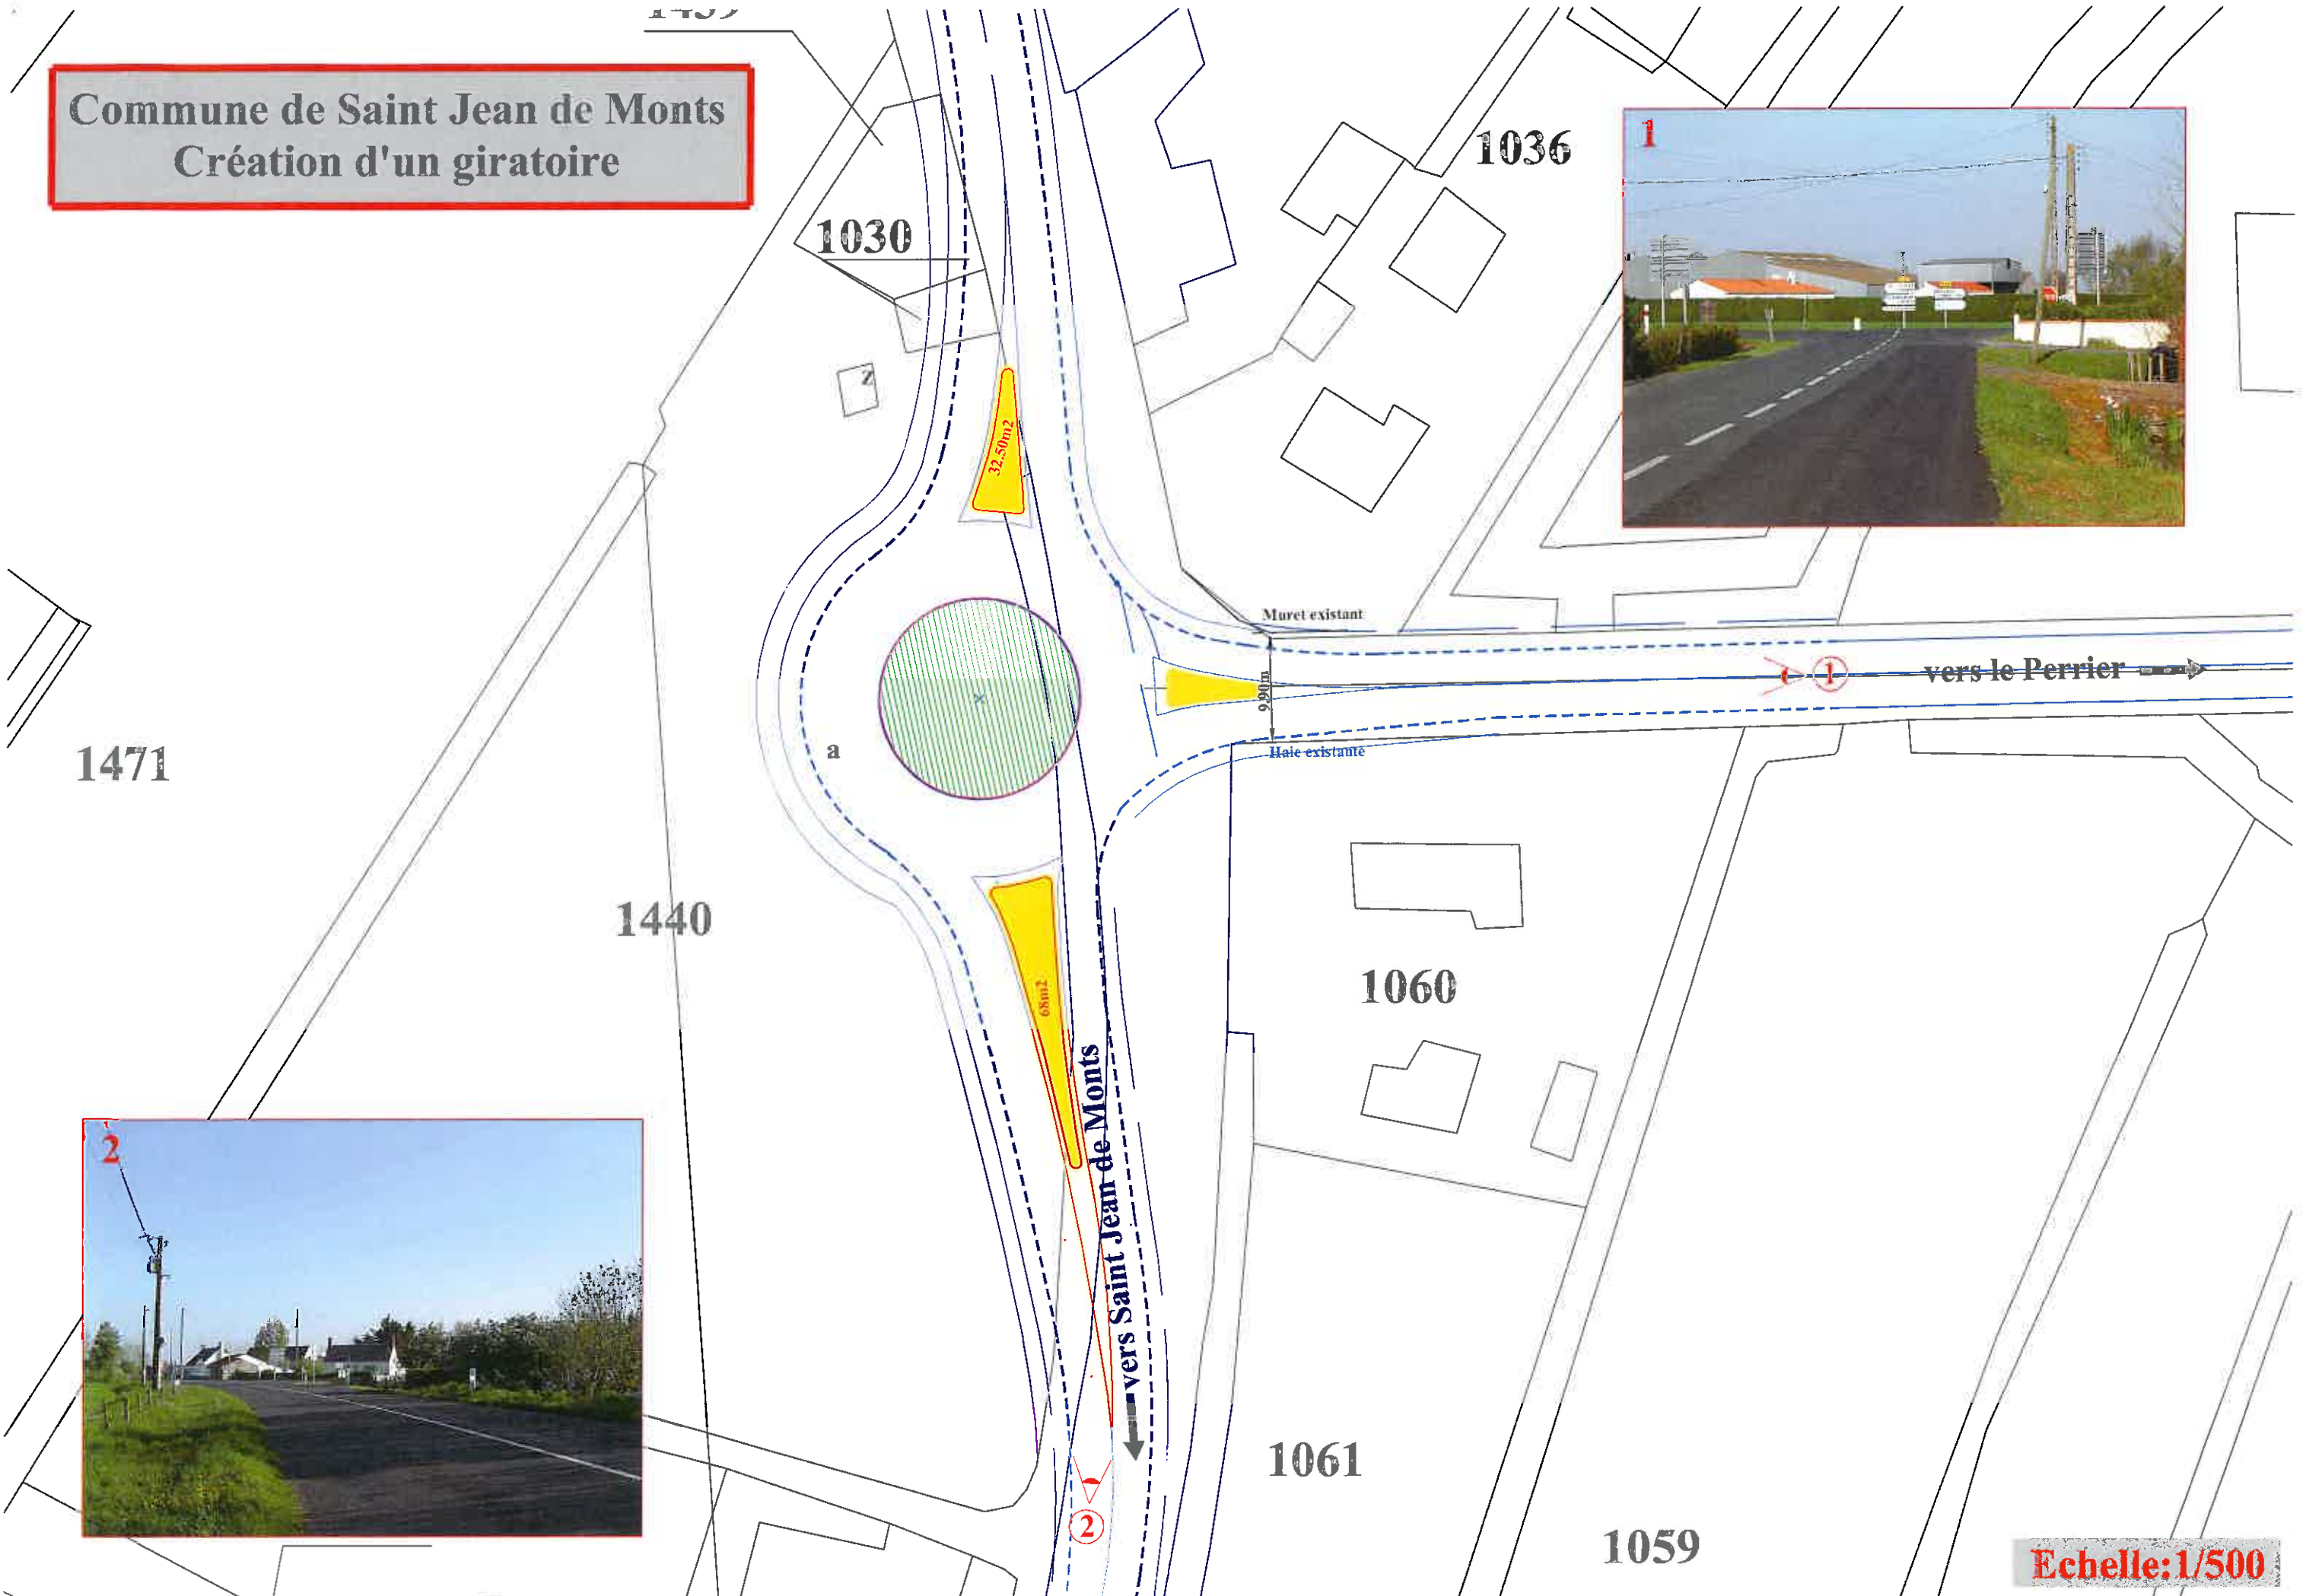 Commune de Saint Jean de Monts
Création d'un giratoire
1030
1036
1
z
32.50m2
Muret existant
9.90m
1
vers le Perrier
Haie existante
a
1471
1440
68m2
1060
vers Saint Jean de Monts
2
1061
2
1059
Echelle:1/500